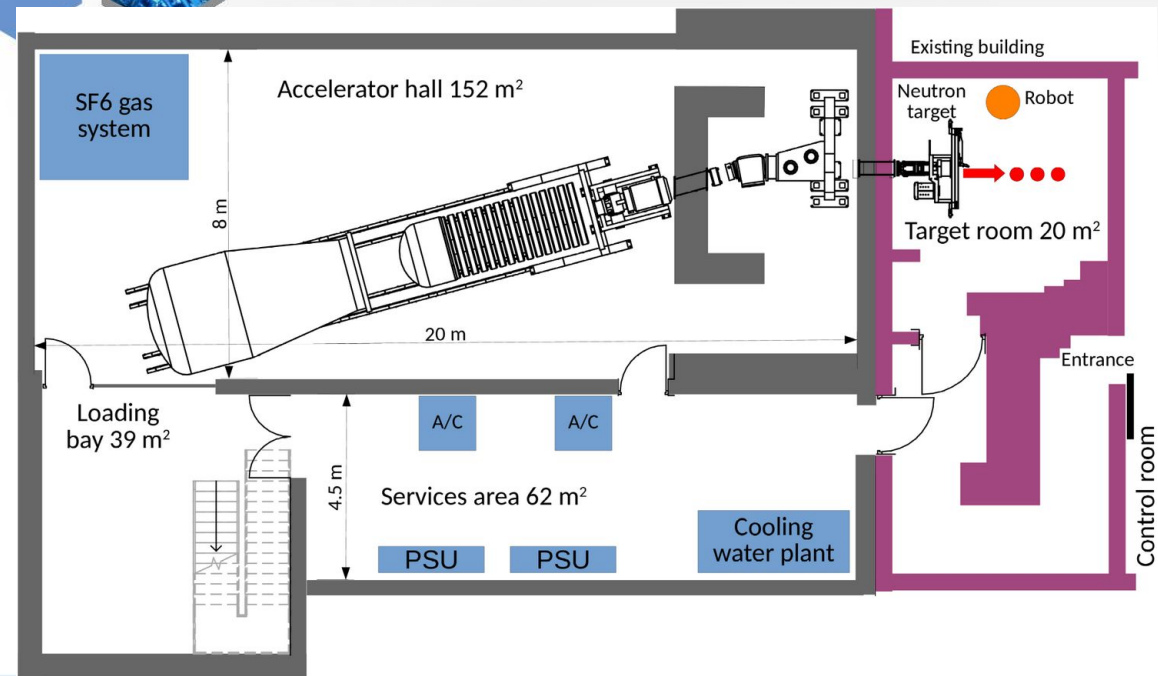 Existing building
SF6 gas
system
Accelerator hall 152 m²
Neutron
target
Robot
8 m
Target room 20 m²
20 m
Entrance
Loading
bay 39 m²
A/C
A/C
4.5 m
Services area 62 m²
Control room
PSU
PSU
Cooling
water plant